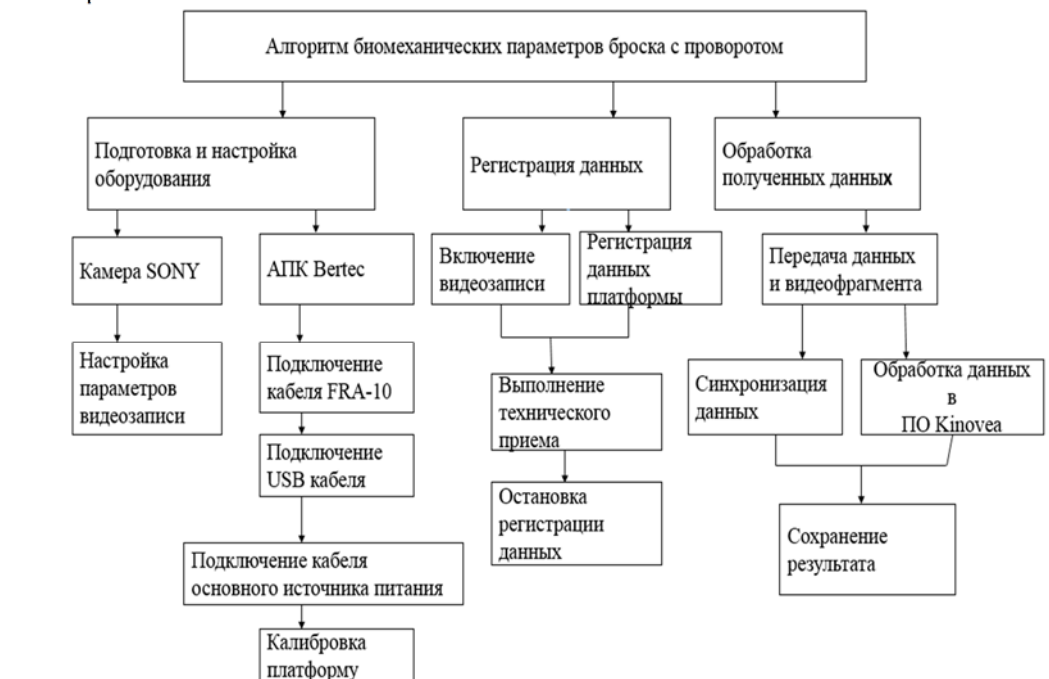 Алгоритм биомеханических параметров броска с проворотом
Подготовка и настройка
оборудования
Регистрация данных
Обработка
полученных данных
Камера SONY
АПК Bertec
Включение
видеозаписи
Регистрация
данных
платформы
Передача данных
и видеофрагмента
Настройка
параметров
видеозаписи
Подключение
кабеля FRA-10
Выполнение
технического
приема
Синхронизация
данных
Обработка данных
в
ПО Kinovea
Подключение
USB кабеля
Остановка
регистрации
данных
Сохранение
результата
Подключение кабеля
основного источника питания
Калибровка
платформу